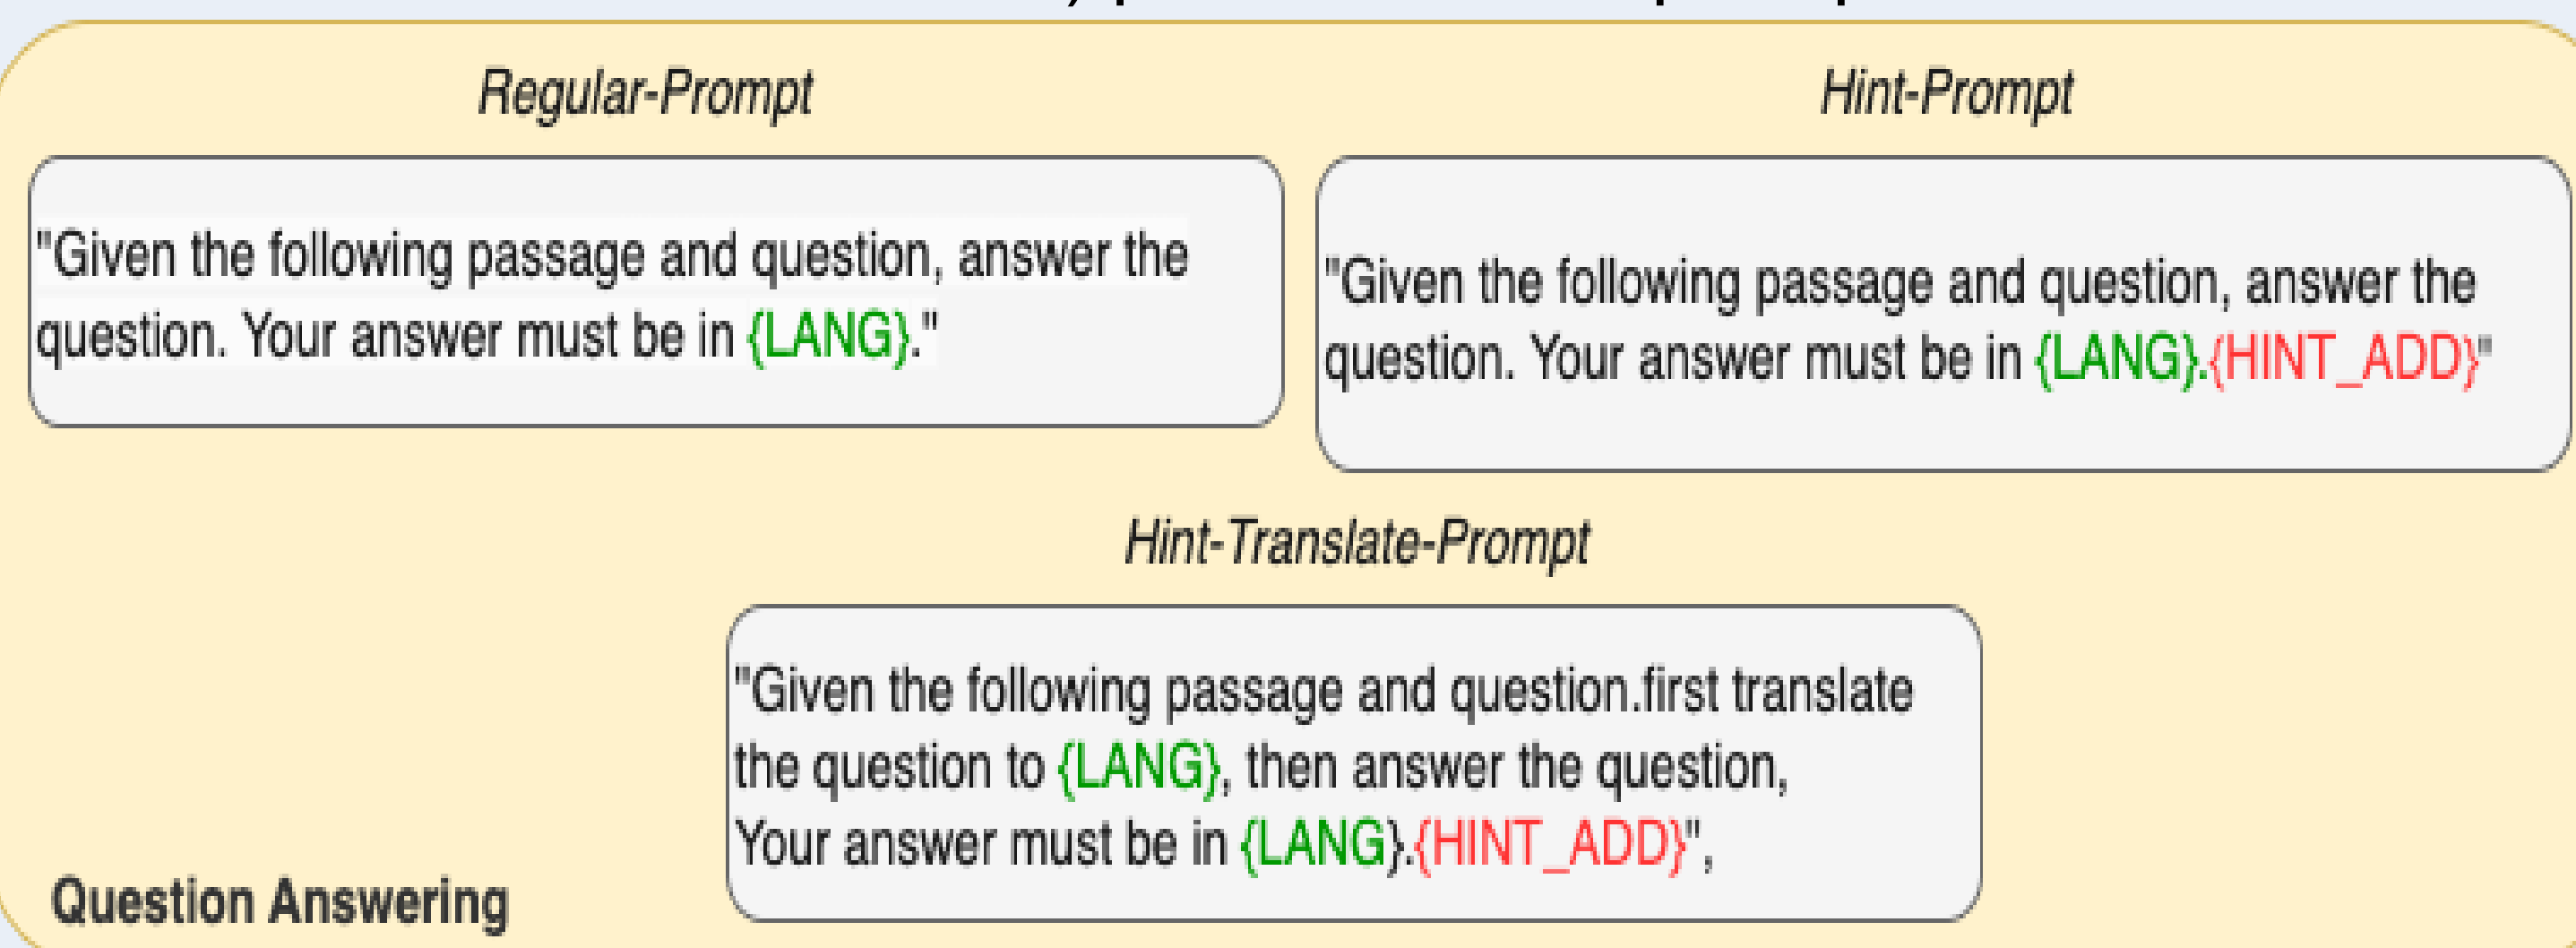 Regular-Prompt
"Given the following passage and question, answer the
question. Your answer must be in {LANG}."
Hint-Prompt
"Given the following passage and question, answer the
question. Your answer must be in {LANG}.{HINT_ADD}"
Hint-Translate-Prompt
"Given the following passage and question.first translate
the question to {LANG}, then answer the question,
Your answer must be in {LANG}.{HINT_ADD}",
Question Answering